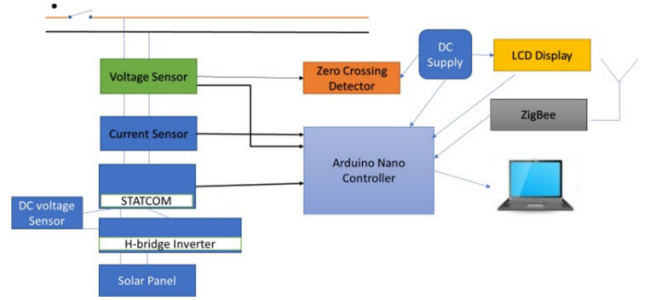 DC
Supply
LCD Display
Voltage Sensor
Zero Crossing
Detector
ZigBee
Current Sensor
Arduino Nano
Controller
STATCOM
DC voltage
Sensor
H-bridge Inverter
Solar Panel